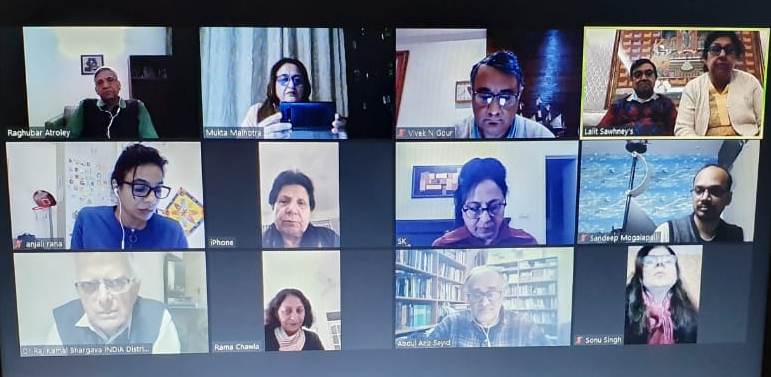 Raghubar Atroley
Mukta Malhotra
Vivek N Gour
Lalit Sawhney's
anjali rana
iPhone
SK
Sandeep Mogalapalli
Dr Raj Kamal Bhargava INDIA Distri...
Rama Chawla
Abdul Aziz Sayid
Sonu Singh